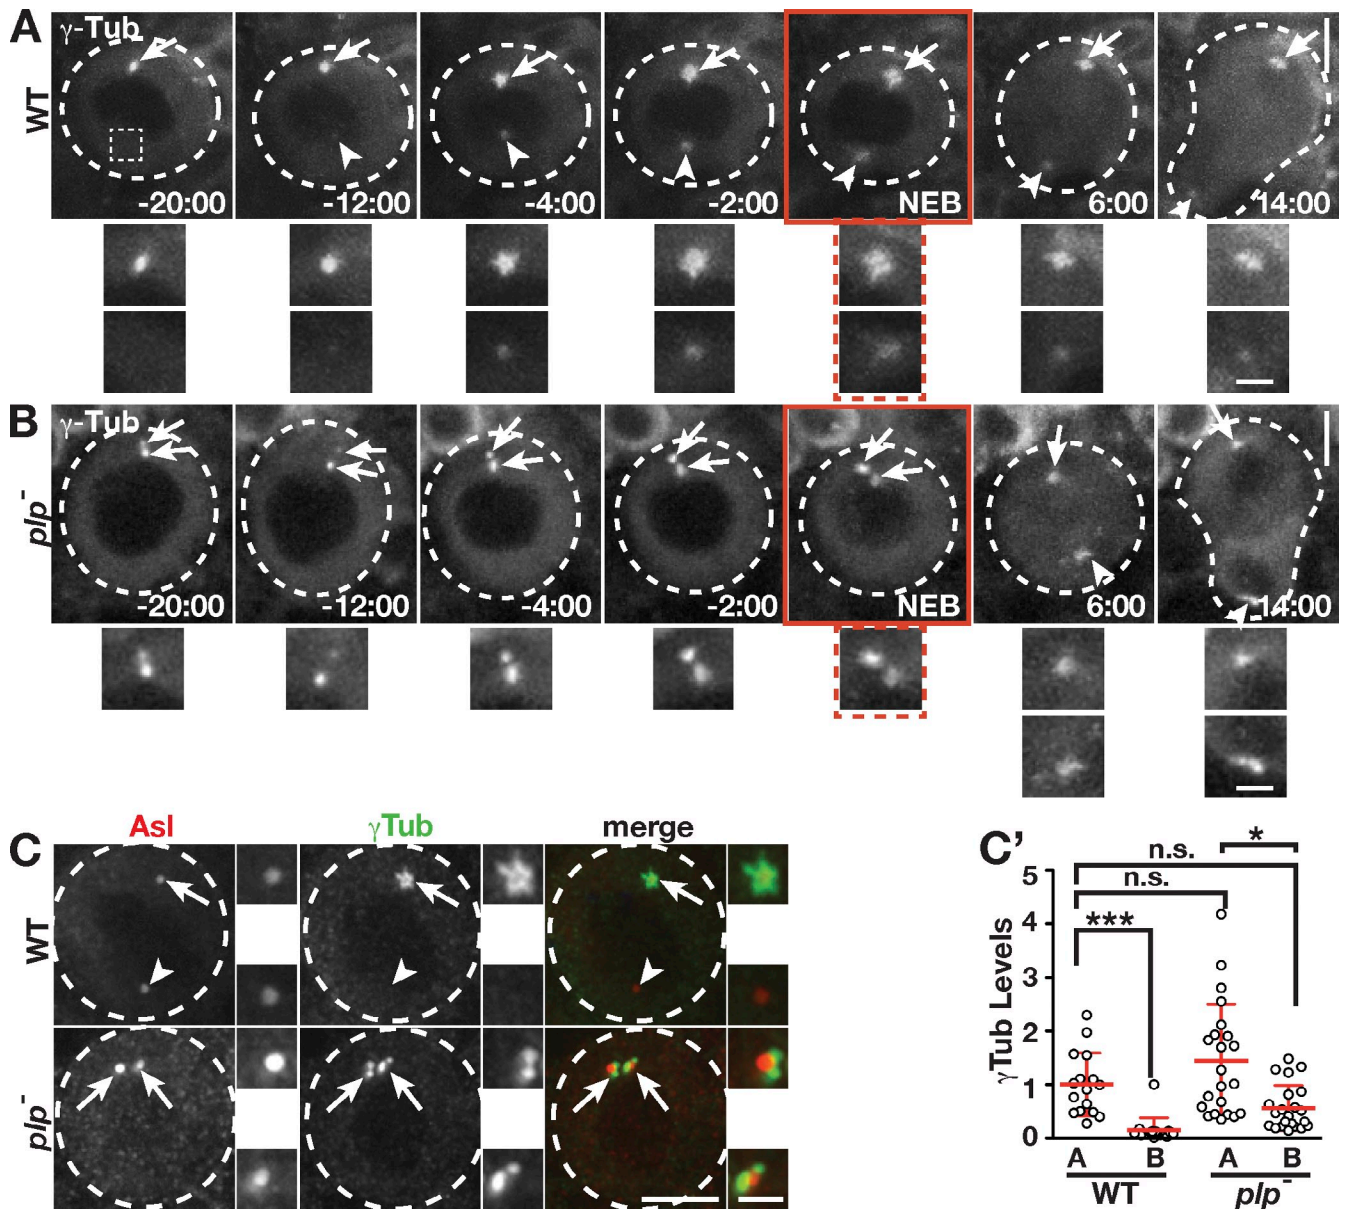 A
γ-Tub
WT
-20:00
-12:00
-4:00
-2:00
NEB
6:00
14:00
B
γ-Tub
plp⁻
-20:00
-12:00
-4:00
-2:00
NEB
6:00
14:00
C
Asl
γTub
merge
WT
plp⁻
C'
n.s.
*
n.s.
***
γTub Levels
5
4
3
2
1
0
A B A B
WT plp⁻